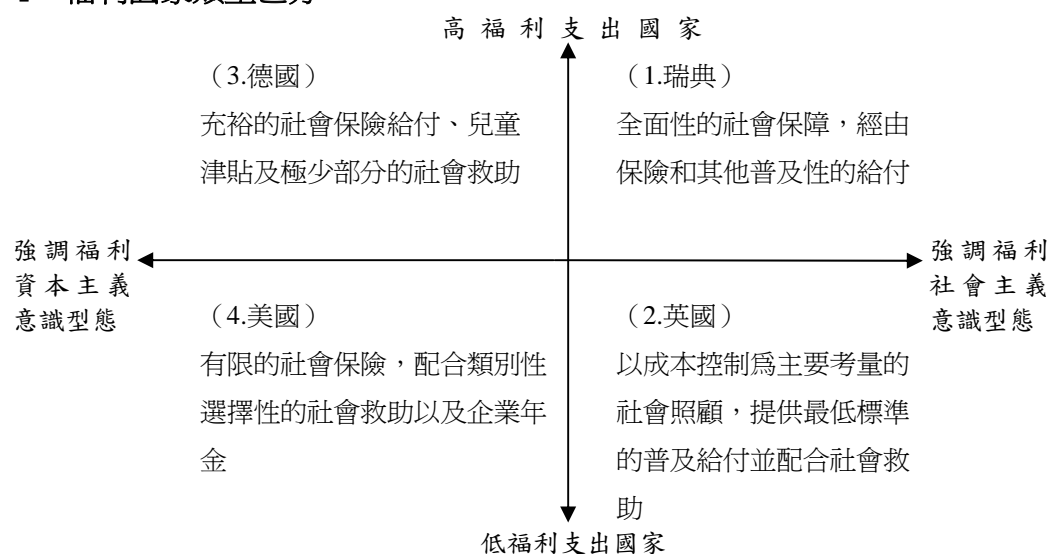 高福利支出國家
（3.德國）
充裕的社會保險給付、兒童
津貼及極少部分的社會救助
（1.瑞典）
全面性的社會保障，經由
保險和其他普及性的給付
強調福利
資本主義
意識型態
強調福利
社會主義
意識型態
（4.美國）
有限的社會保險，配合類別性
選擇性的社會救助以及企業年
金
（2.英國）
以成本控制爲主要考量的
社會照顧，提供最低標準
的普及給付並配合社會救
助
低福利支出國家